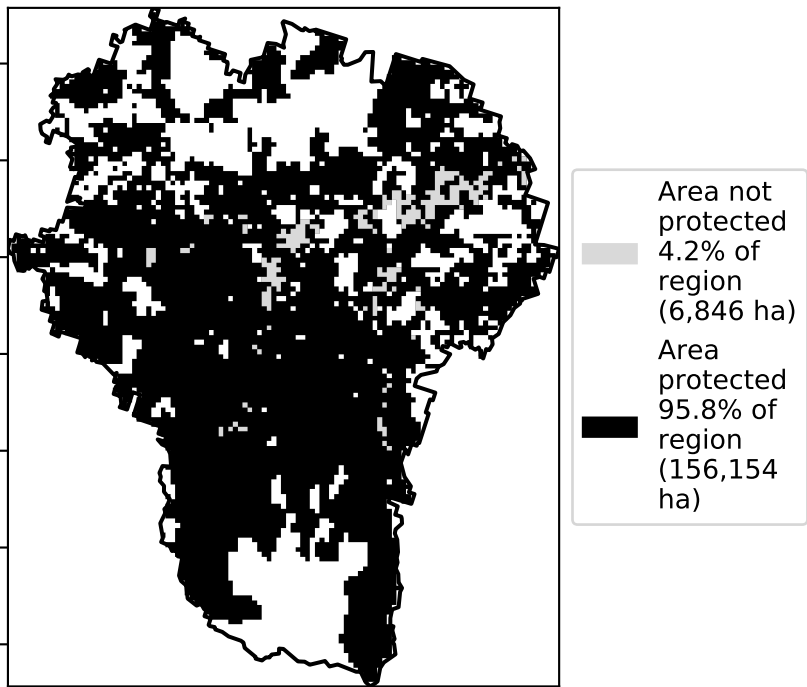 Area not
protected
4.2% of
region
(6,846 ha)
Area
protected
95.8% of
region
(156,154
ha)